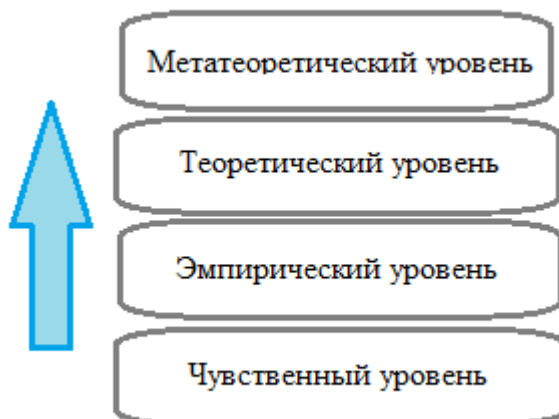 Метатеоретический уровень
Теоретический уровень
Эмпирический уровень
Чувственный уровень